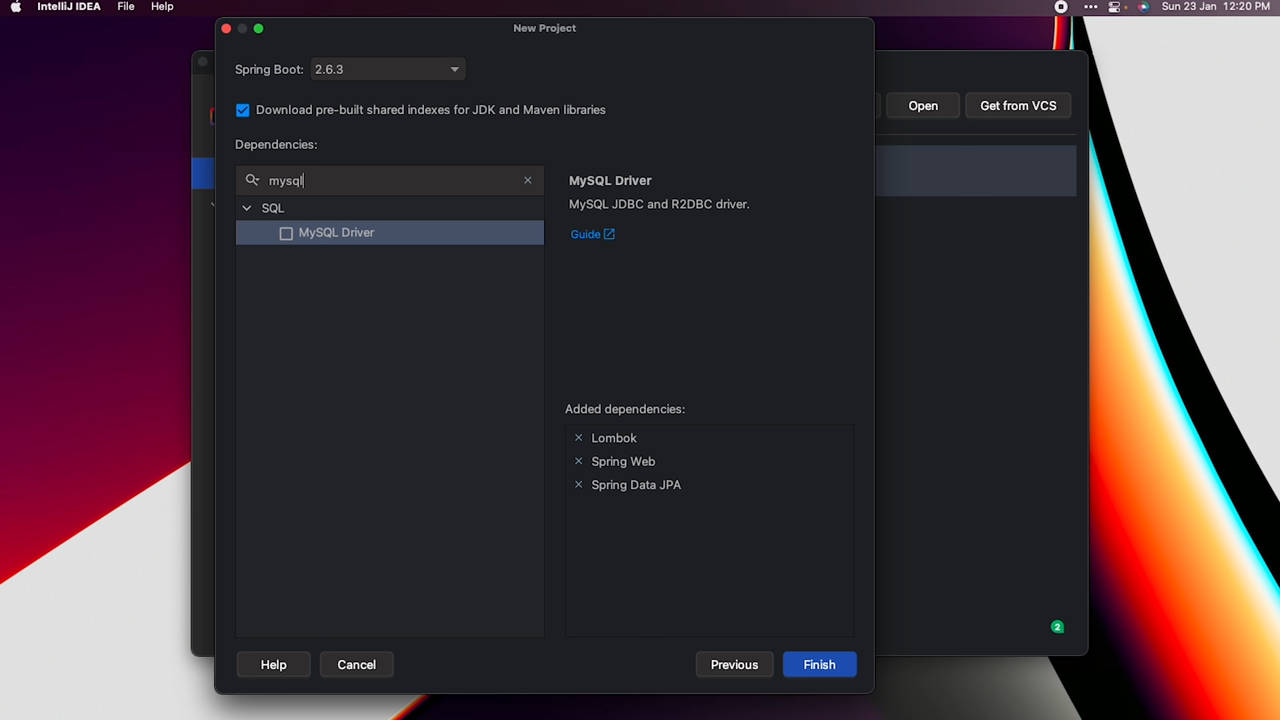 IntelliJ IDEA File Help Sun 23 Jan 12:20 PM
New Project
Spring Boot: 2.6.3
Open Get from VCS
Download pre-built shared indexes for JDK and Maven libraries
Dependencies:
mysql
MySQL Driver
MySQL JDBC and R2DBC driver.
SQL
MySQL Driver
Guide
Added dependencies:
Lombok
Spring Web
Spring Data JPA
2
Help Cancel Previous Finish